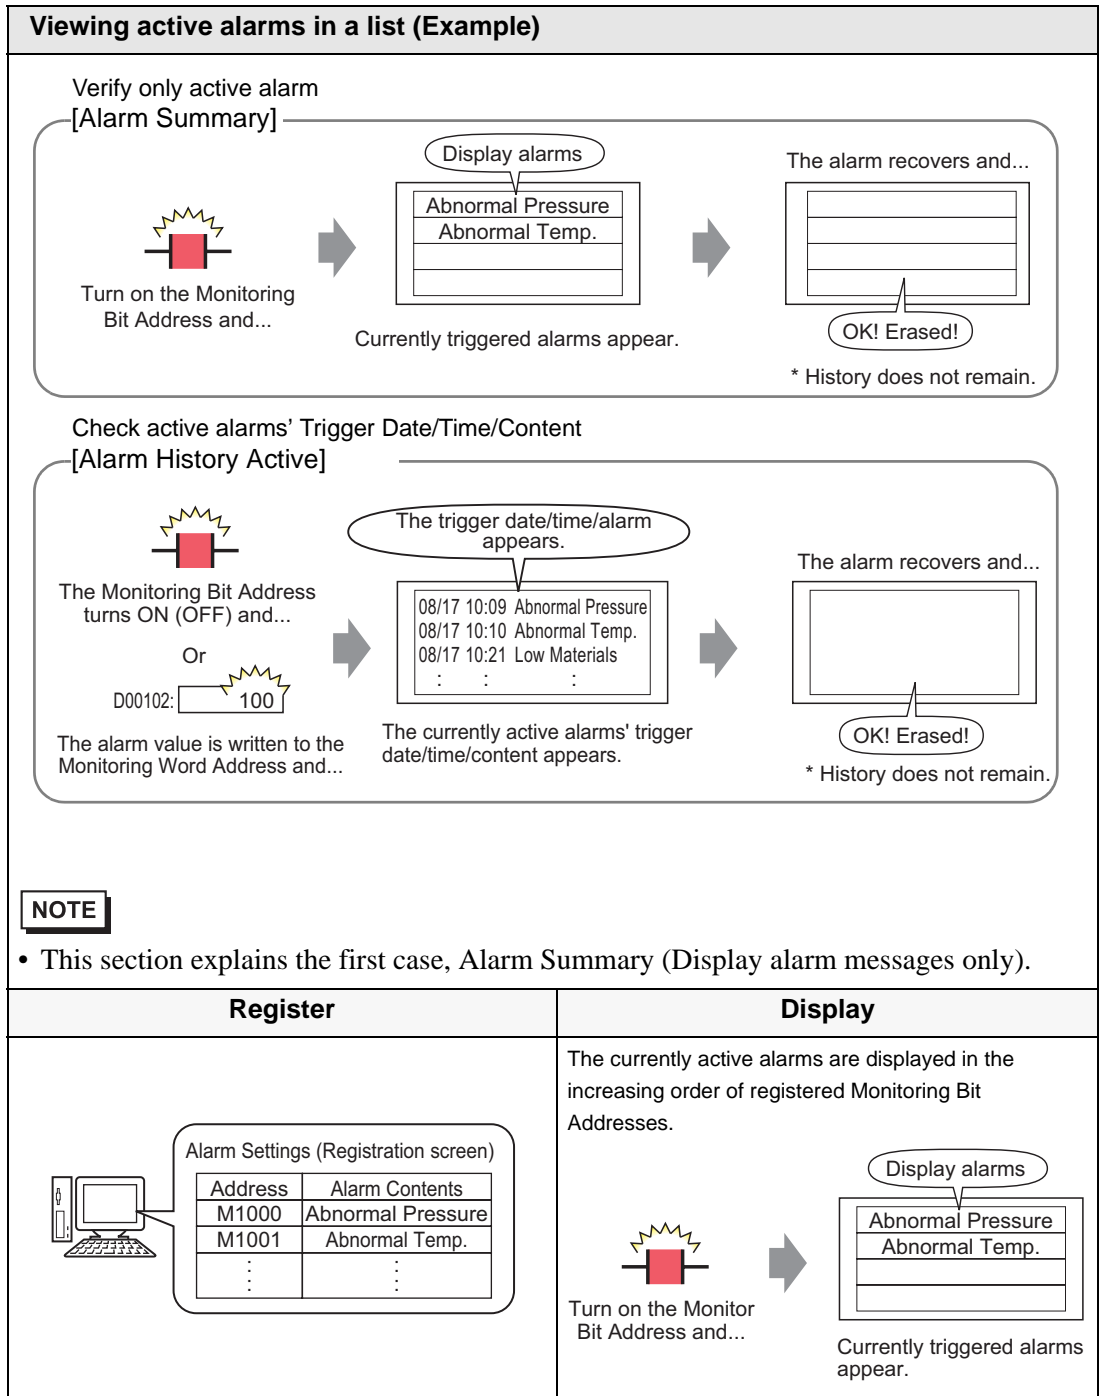 Viewing active alarms in a list (Example)
Verify only active alarm
[Alarm Summary]
Turn on the Monitoring
Bit Address and...
Display alarms
Abnormal Pressure
Abnormal Temp.
Currently triggered alarms appear.
The alarm recovers and...
OK! Erased!
* History does not remain.
Check active alarms' Trigger Date/Time/Content
[Alarm History Active]
The Monitoring Bit Address
turns ON (OFF) and...
Or
D00102: 100
The alarm value is written to the
Monitoring Word Address and...
The trigger date/time/alarm
appears.
08/17 10:09 Abnormal Pressure
08/17 10:10 Abnormal Temp.
08/17 10:21 Low Materials
: : :
The currently active alarms' trigger
date/time/content appears.
The alarm recovers and...
OK! Erased!
* History does not remain.
NOTE
• This section explains the first case, Alarm Summary (Display alarm messages only).
Register
Alarm Settings (Registration screen)
Address Alarm Contents
M1000 Abnormal Pressure
M1001 Abnormal Temp.
: :
: :
Display
The currently active alarms are displayed in the
increasing order of registered Monitoring Bit
Addresses.
Turn on the Monitor
Bit Address and...
Display alarms
Abnormal Pressure
Abnormal Temp.
Currently triggered alarms
appear.